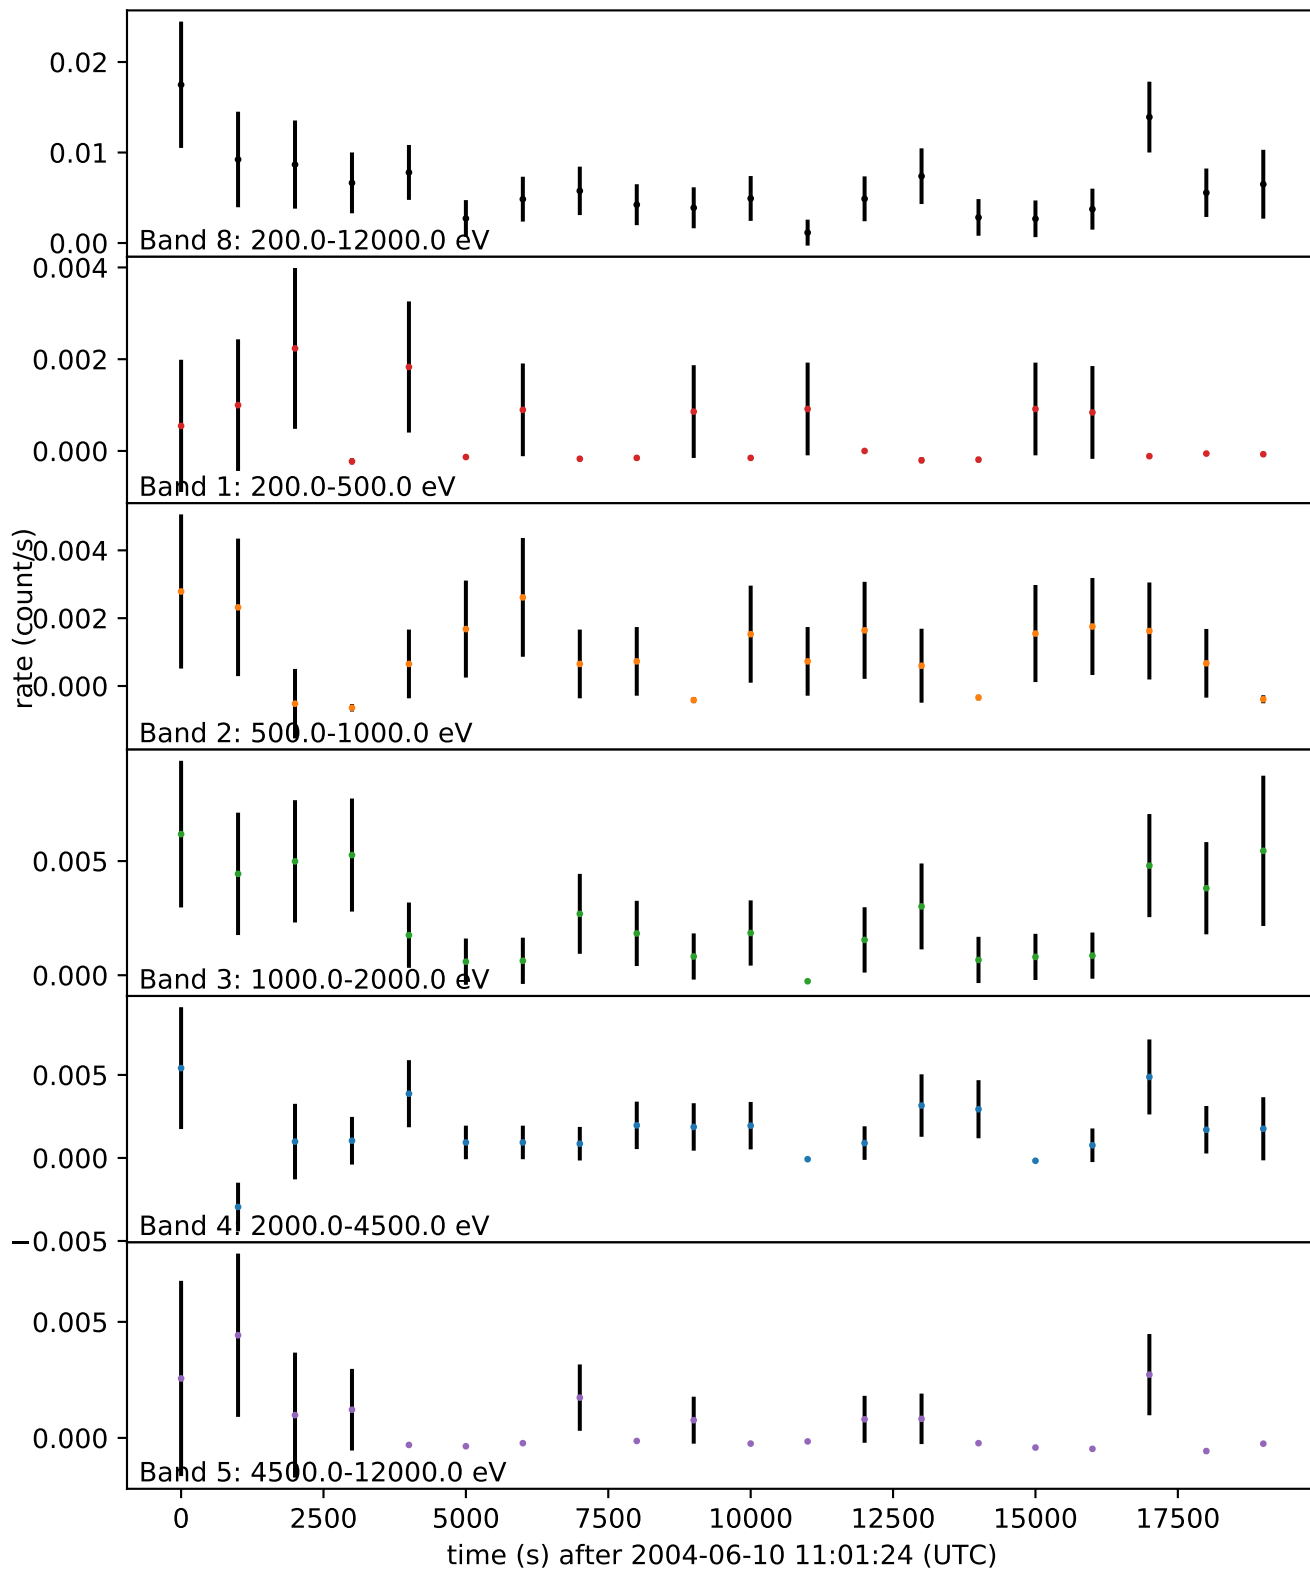 0.02
0.01
0.00
Band 8: 200.0-12000.0 eV
0.004
0.002
0.000
Band 1: 200.0-500.0 eV
rate (count/s)
0.004
0.002
0.000
Band 2: 500.0-1000.0 eV
0.005
0.000
Band 3: 1000.0-2000.0 eV
0.005
0.000
−0.005
Band 4: 2000.0-4500.0 eV
0.005
0.000
Band 5: 4500.0-12000.0 eV
0 2500 5000 7500 10000 12500 15000 17500
time (s) after 2004-06-10 11:01:24 (UTC)